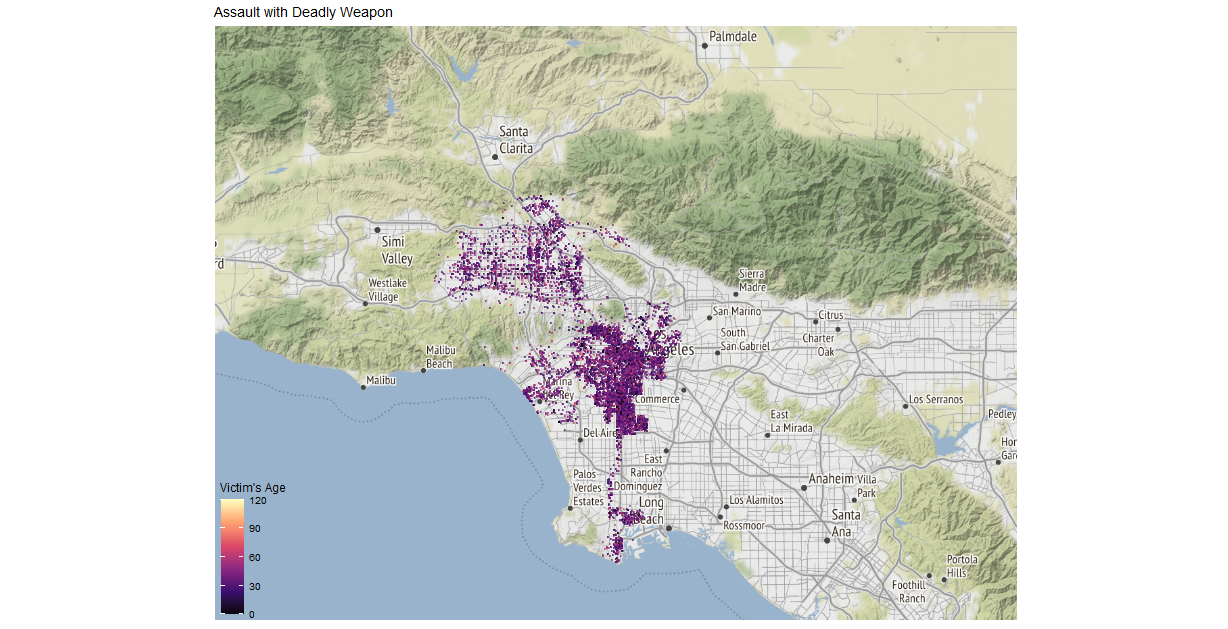 Assault with Deadly Weapon
Palmdale
Santa
Clarita
Simi
Valley
Westlake
Village
Sierra
Madre
San Marino
Citrus
South
San Gabriel
Charter
Oak
Malibu
Beach
Malibu
Commerce
Los Serranos
East
La Mirada
Pedley
Del Aire
East
Rancho
Dominguez
Palos
Verdes
Estates
Long
Beach
Anaheim
Villa
Park
Los Alamitos
Rossmoor
Santa
Ana
Portola
Hills
Foothill
Ranch
Victim's Age
120
90
60
30
0